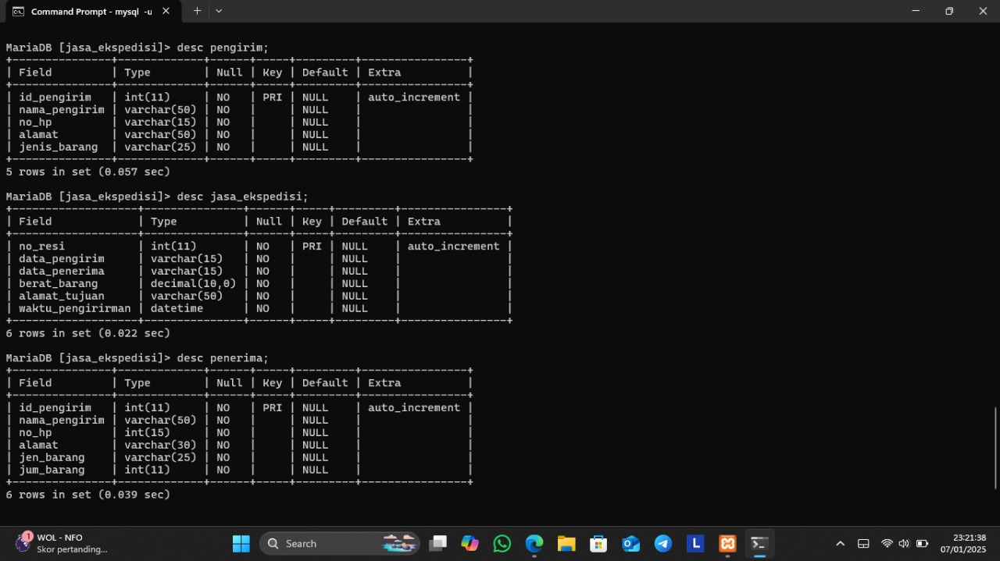 Command Prompt - mysql -u
MariaDB [jasa_ekspedisi]> desc pengirim;
+---------------+-------------+------+-----+---------+----------------+
| Field         | Type        | Null | Key | Default | Extra          |
+---------------+-------------+------+-----+---------+----------------+
| id_pengirim   | int(11)     | NO   | PRI | NULL    | auto_increment |
| nama_pengirim | varchar(50) | NO   |     | NULL    |                |
| no_hp         | varchar(15) | NO   |     | NULL    |                |
| alamat        | varchar(50) | NO   |     | NULL    |                |
| jenis_barang  | varchar(25) | NO   |     | NULL    |                |
+---------------+-------------+------+-----+---------+----------------+
5 rows in set (0.057 sec)
MariaDB [jasa_ekspedisi]> desc jasa_ekspedisi;
+-------------------+---------------+------+-----+---------+----------------+
| Field             | Type          | Null | Key | Default | Extra          |
+-------------------+---------------+------+-----+---------+----------------+
| no_resi           | int(11)       | NO   | PRI | NULL    | auto_increment |
| data_pengirim     | varchar(15)   | NO   |     | NULL    |                |
| data_penerima     | varchar(15)   | NO   |     | NULL    |                |
| berat_barang      | decimal(10,0) | NO   |     | NULL    |                |
| alamat_tujuan     | varchar(50)   | NO   |     | NULL    |                |
| waktu_pengirirman | datetime      | NO   |     | NULL    |                |
+-------------------+---------------+------+-----+---------+----------------+
6 rows in set (0.022 sec)
MariaDB [jasa_ekspedisi]> desc penerima;
+---------------+-------------+------+-----+---------+----------------+
| Field         | Type        | Null | Key | Default | Extra          |
+---------------+-------------+------+-----+---------+----------------+
| id_pengirim   | int(11)     | NO   | PRI | NULL    | auto_increment |
| nama_pengirim | varchar(50) | NO   |     | NULL    |                |
| no_hp         | int(15)     | NO   |     | NULL    |                |
| alamat        | varchar(30) | NO   |     | NULL    |                |
| jen_barang    | varchar(25) | NO   |     | NULL    |                |
| jum_barang    | int(11)     | NO   |     | NULL    |                |
+---------------+-------------+------+-----+---------+----------------+
6 rows in set (0.039 sec)
1
WOL - NFO
Skor pertanding...
Search
L
23:21:38
07/01/2025